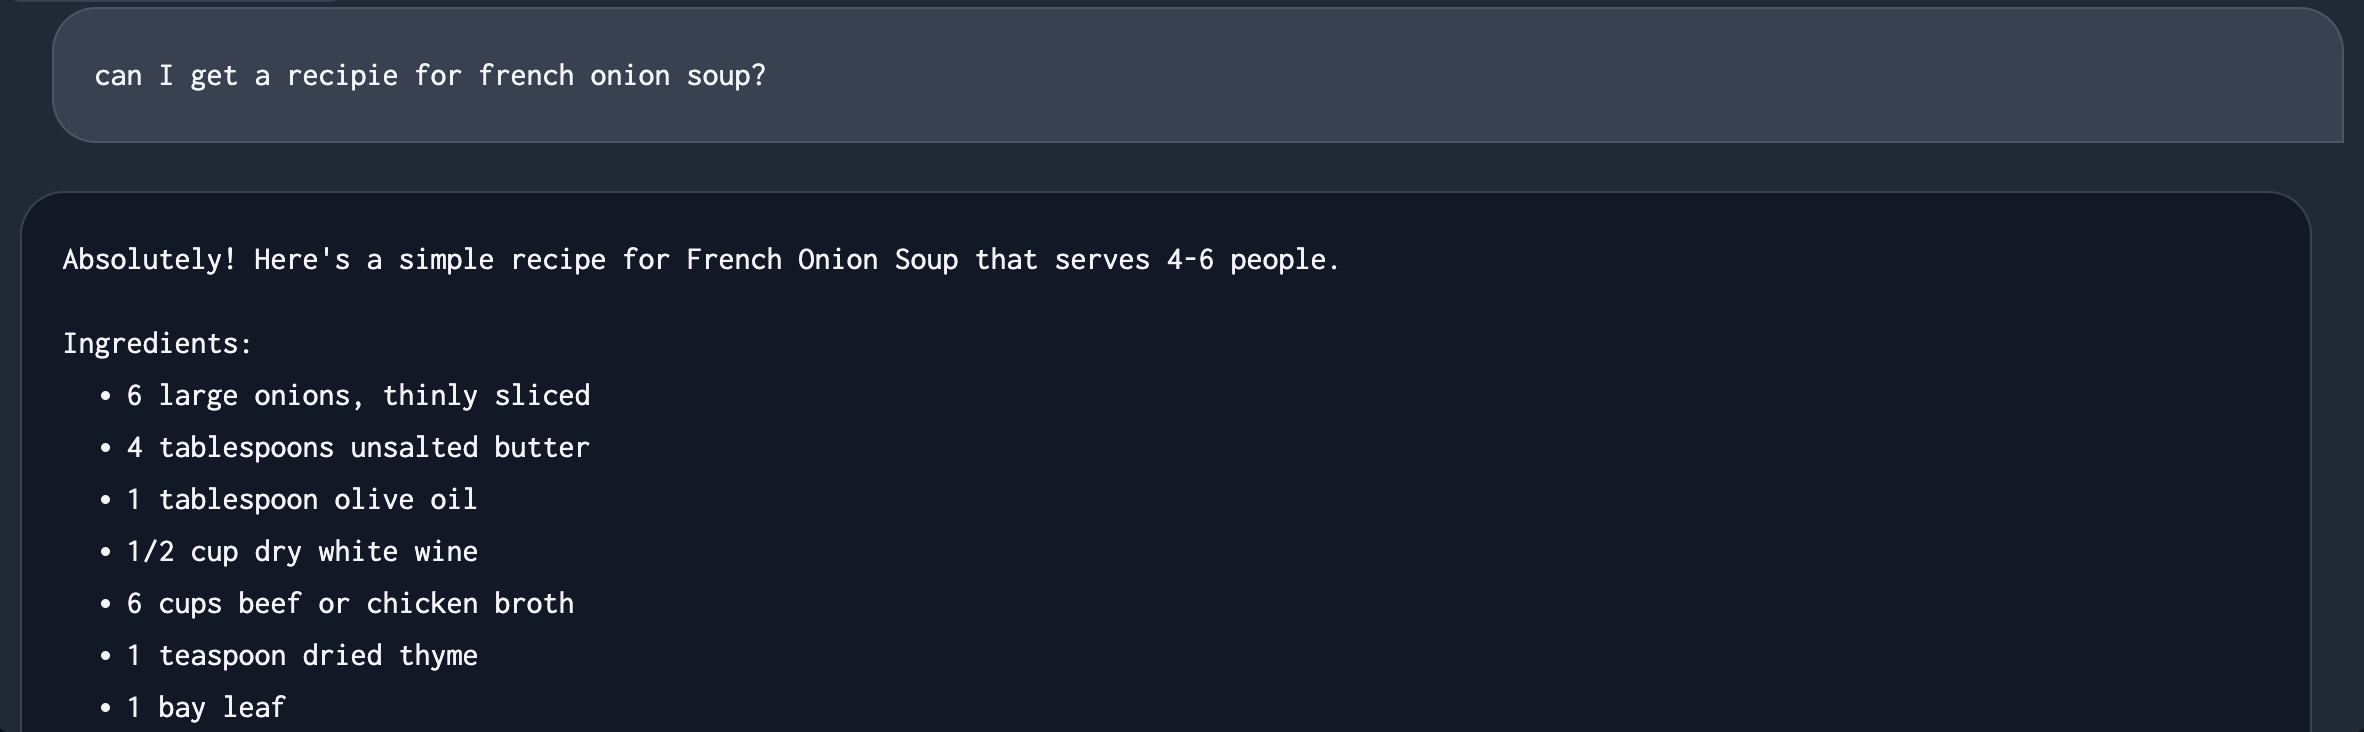 can I get a recipie for french onion soup?
Absolutely! Here's a simple recipe for French Onion Soup that serves 4-6 people.
Ingredients:
• 6 large onions, thinly sliced
• 4 tablespoons unsalted butter
• 1 tablespoon olive oil
• 1/2 cup dry white wine
• 6 cups beef or chicken broth
• 1 teaspoon dried thyme
• 1 bay leaf